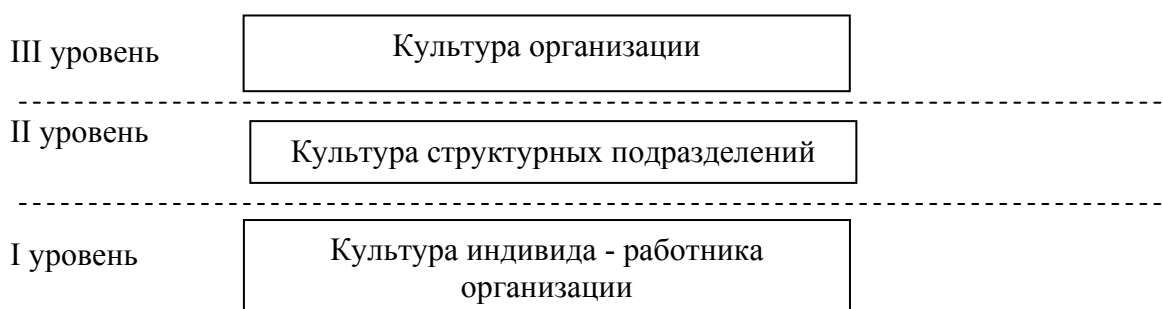 III уровень
Культура организации
II уровень
Культура структурных подразделений
I уровень
Культура индивида - работника
организации